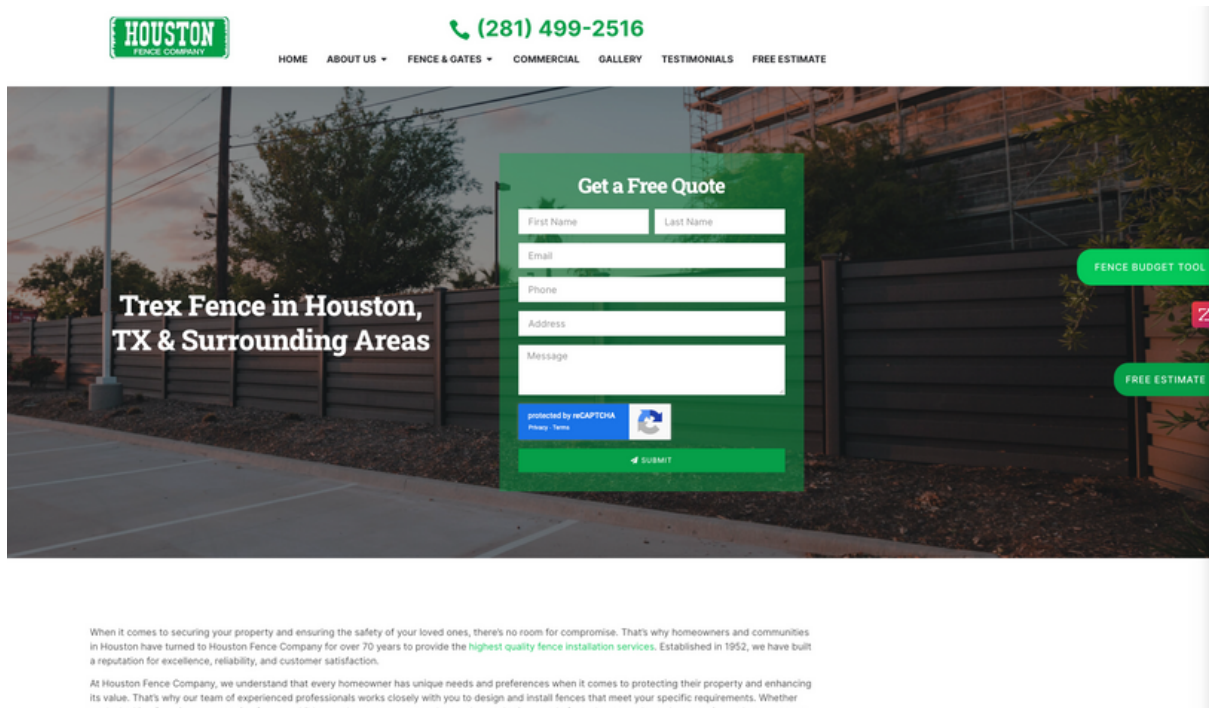 HOUSTON
FENCE COMPANY
(281) 499-2516
HOME ABOUT US FENCE & GATES COMMERCIAL GALLERY TESTIMONIALS FREE ESTIMATE
Get a Free Quote
First Name Last Name
Email
Phone
Address
Message
protected by reCAPTCHA
Privacy - Terms
SUBMIT
Trex Fence in Houston,
TX & Surrounding Areas
FENCE BUDGET TOOL
Z
FREE ESTIMATE
When it comes to securing your property and ensuring the safety of your loved ones, there's no room for compromise. That's why homeowners and communities
in Houston have turned to Houston Fence Company for over 70 years to provide the highest quality fence installation services. Established in 1952, we have built
a reputation for excellence, reliability, and customer satisfaction.
At Houston Fence Company, we understand that every homeowner has unique needs and preferences when it comes to protecting their property and enhancing
its value. That's why our team of experienced professionals works closely with you to design and install fences that meet your specific requirements. Whether